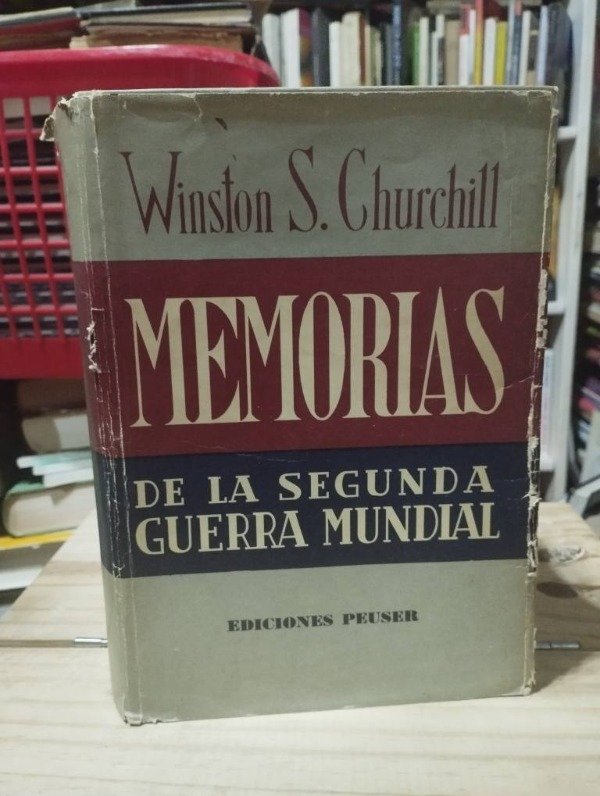 Winston S. Churchill
MEMORIAS
DE LA SEGUNDA
GUERRA MUNDIAL
EDICIONES PEUSER